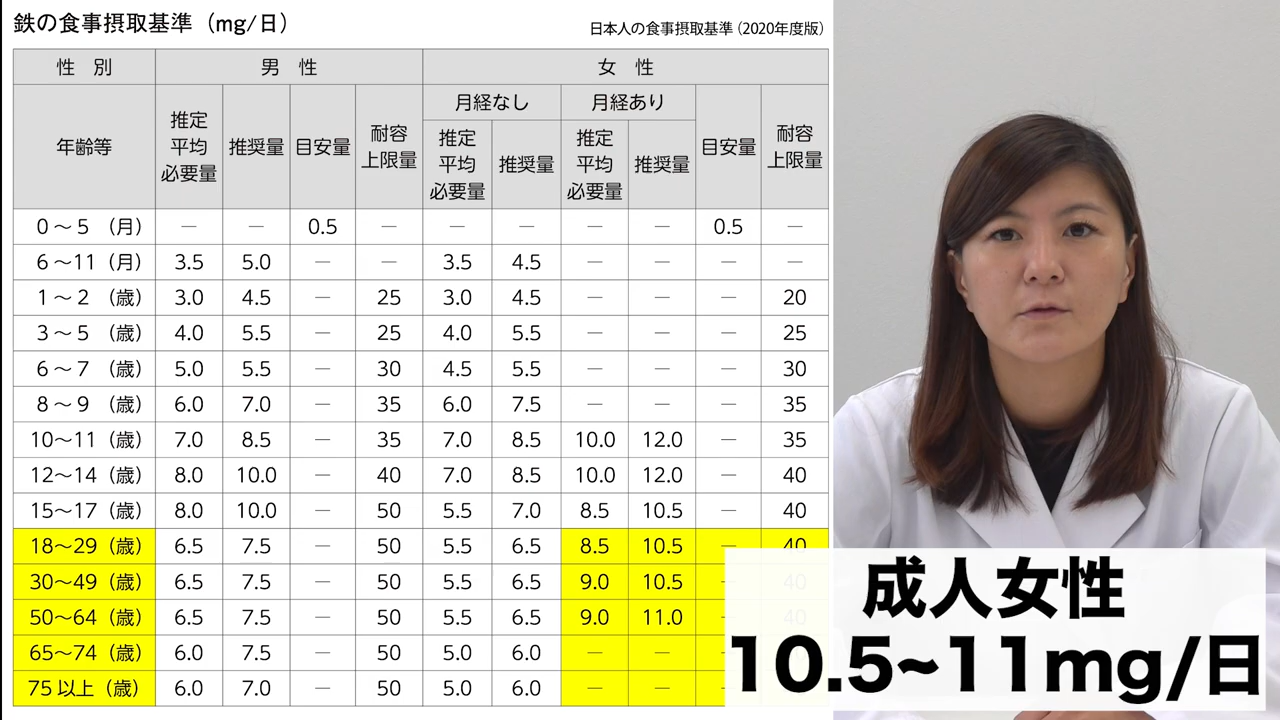 鉄の食事摂取基準（mg/日）
日本人の食事摂取基準（2020年度版）
性 別 男 性 女 性
年齢等 推定平均必要量 推奨量 目安量 耐容上限量 月経なし 月経あり 目安量 耐容上限量
推定平均必要量 推奨量 推定平均必要量 推奨量
0～5 （月） － － 0.5 － － － － － 0.5 －
6～11（月） 3.5 5.0 － － 3.5 4.5 － － － －
1～2 （歳） 3.0 4.5 － 25 3.0 4.5 － － － 20
3～5 （歳） 4.0 5.5 － 25 4.0 5.5 － － － 25
6～7 （歳） 5.0 5.5 － 30 4.5 5.5 － － － 30
8～9 （歳） 6.0 7.0 － 35 6.0 7.5 － － － 35
10～11（歳） 7.0 8.5 － 35 7.0 8.5 10.0 12.0 － 35
12～14（歳） 8.0 10.0 － 40 7.0 8.5 10.0 12.0 － 40
15～17（歳） 8.0 10.0 － 50 5.5 7.0 8.5 10.5 － 40
18～29（歳） 6.5 7.5 － 50 5.5 6.5 8.5 10.5 － 40
30～49（歳） 6.5 7.5 － 50 5.5 6.5 9.0 10.5 － 40
50～64（歳） 6.5 7.5 － 50 5.5 6.5 9.0 11.0 － 40
65～74（歳） 6.0 7.5 － 50 5.0 6.0 － － －
75以上（歳） 6.0 7.0 － 50 5.0 6.0 － －
成人女性
10.5~11mg/日